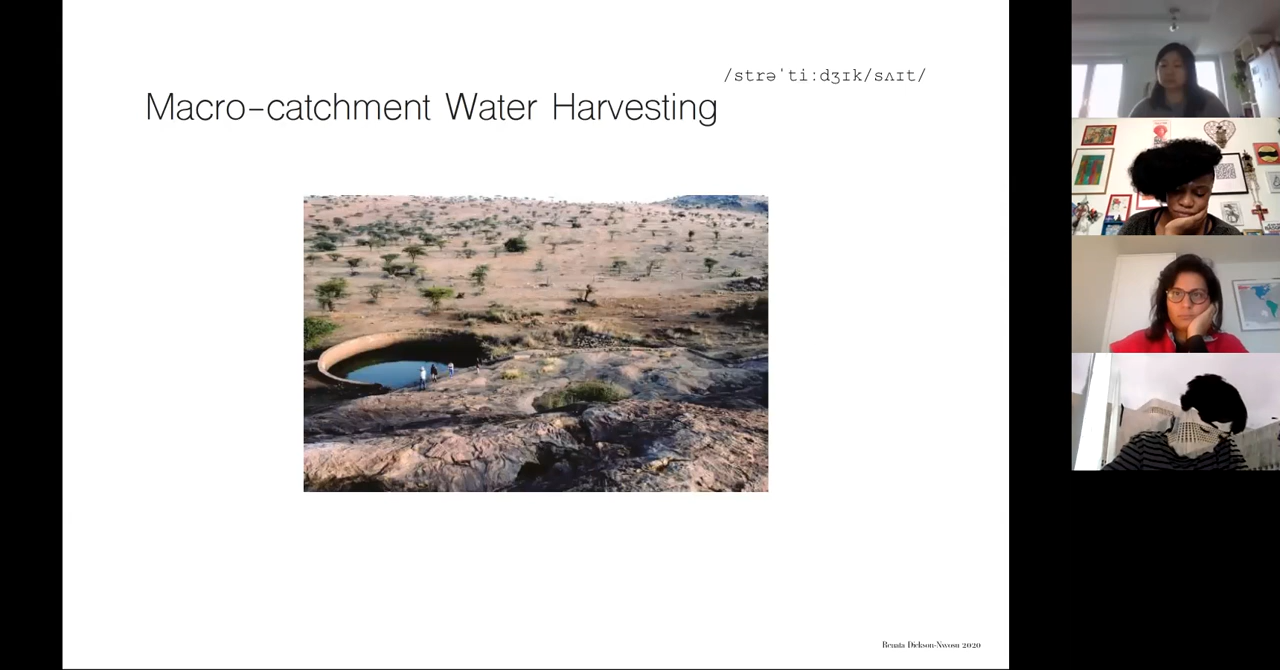 /strəˈtiːdʒɪk/sʌɪt/
Macro-catchment Water Harvesting
Renata Dickson-Nwosu 2020